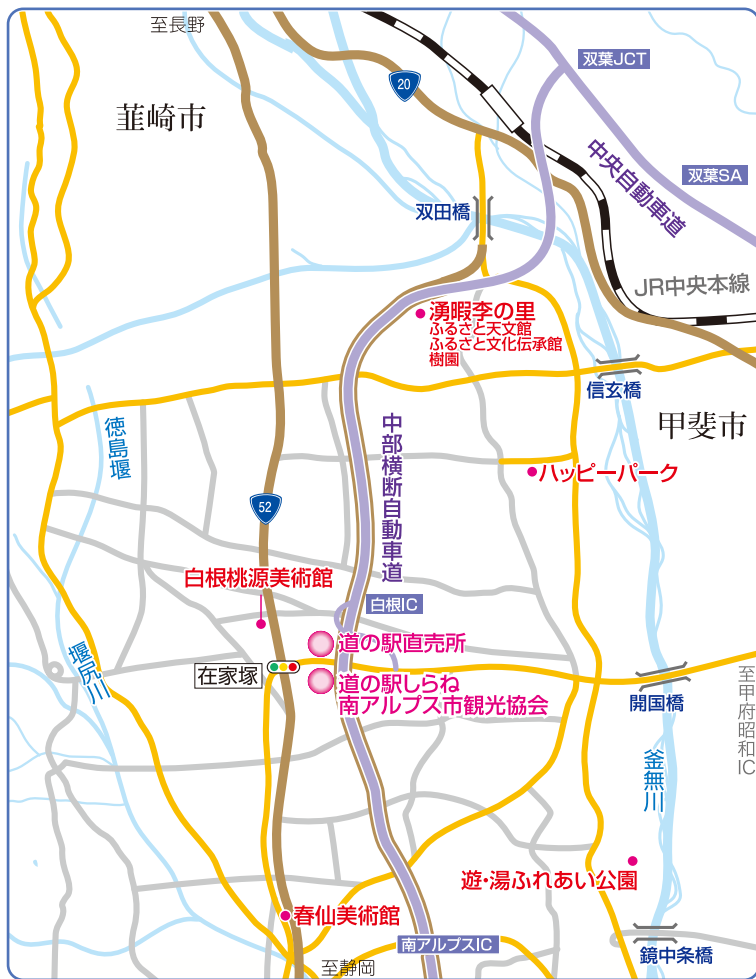 至長野
双葉JCT
20
韮崎市
中央自動車道
双葉SA
双田橋
JR中央本線
湧暇李の里
ふるさと天文館
ふるさと文化伝承館
樹園
信玄橋
甲斐市
徳島堰
中部横断自動車道
ハッピーパーク
52
白根桃源美術館
白根IC
道の駅直売所
堰尻川
在家塚
道の駅しらね
南アルプス市観光協会
開国橋
至甲府昭和IC
釜無川
遊・湯ふれあい公園
春仙美術館
南アルプスIC
鏡中条橋
至静岡